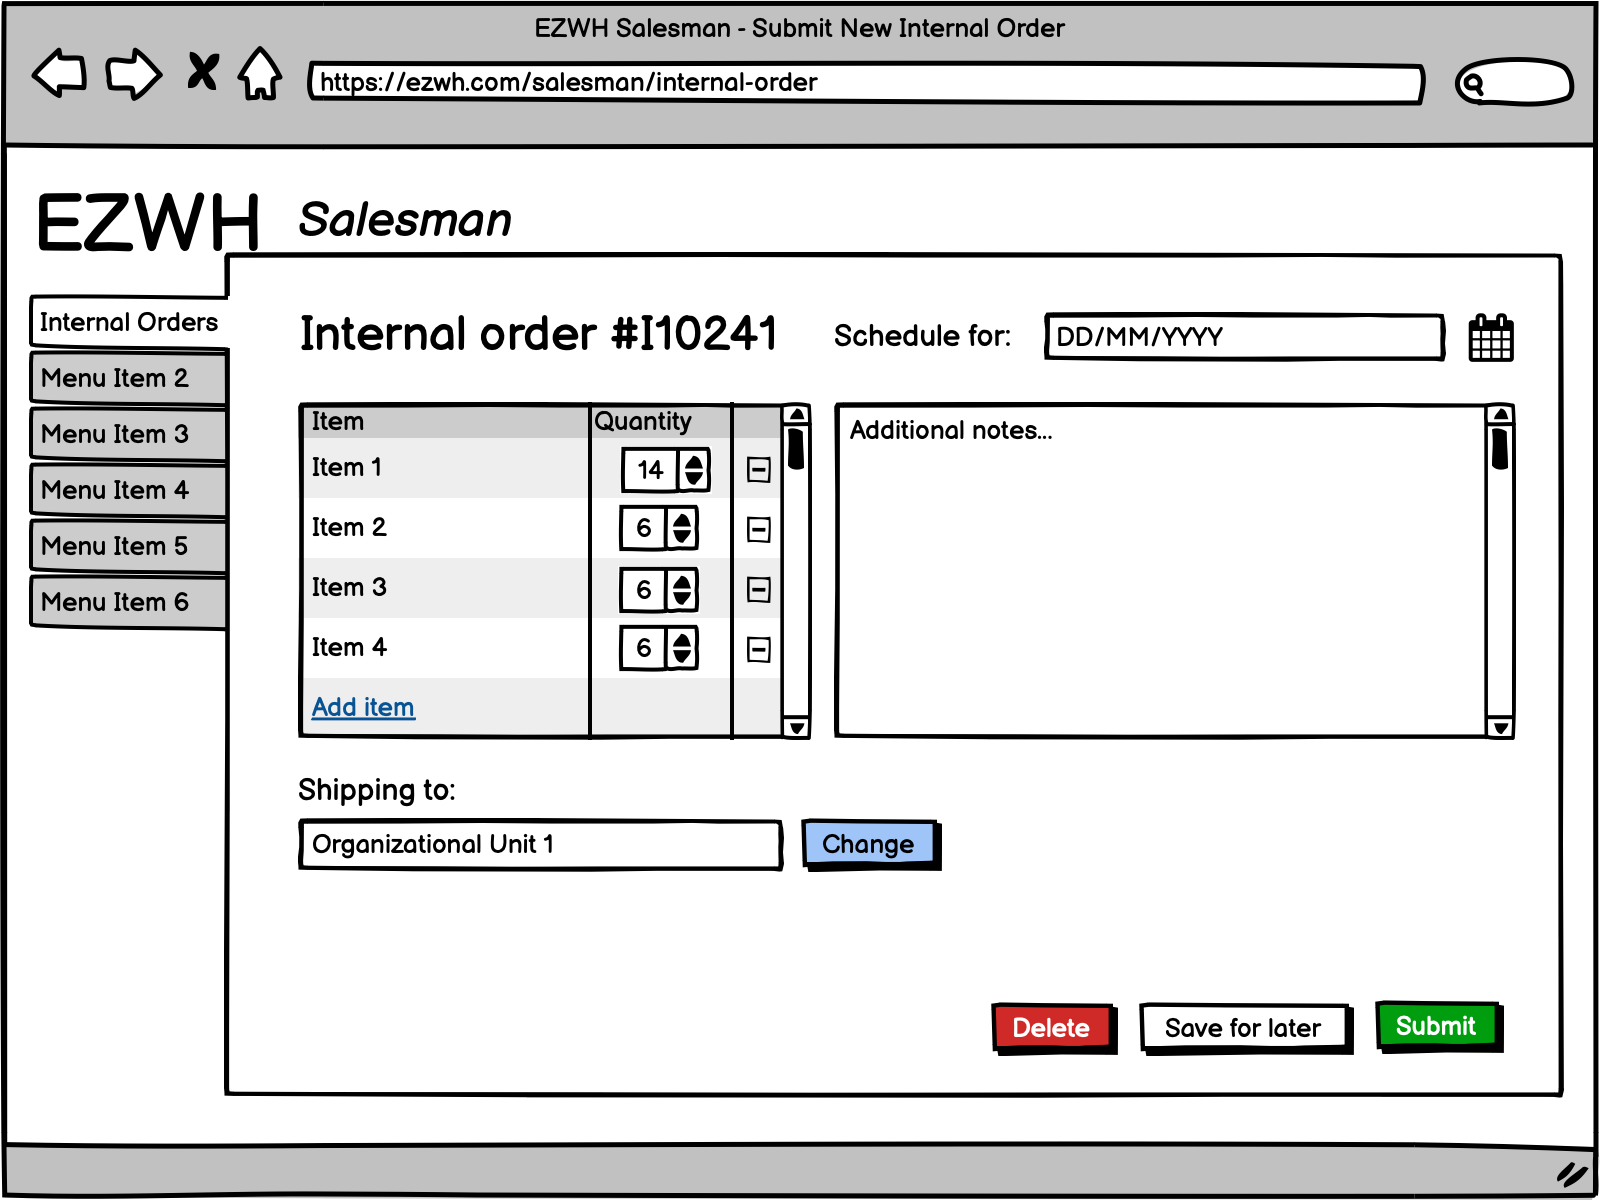 EZWH Salesman - Submit New Internal Order
https://ezwh.com/salesman/internal-order
EZWH Salesman
Internal Orders
Menu Item 2
Menu Item 3
Menu Item 4
Menu Item 5
Menu Item 6
Internal order #I10241
Schedule for: DD/MM/YYYY
Item Quantity
Item 1 14
Item 2 6
Item 3 6
Item 4 6
Add item
Additional notes...
Shipping to:
Organizational Unit 1 Change
Delete Save for later Submit